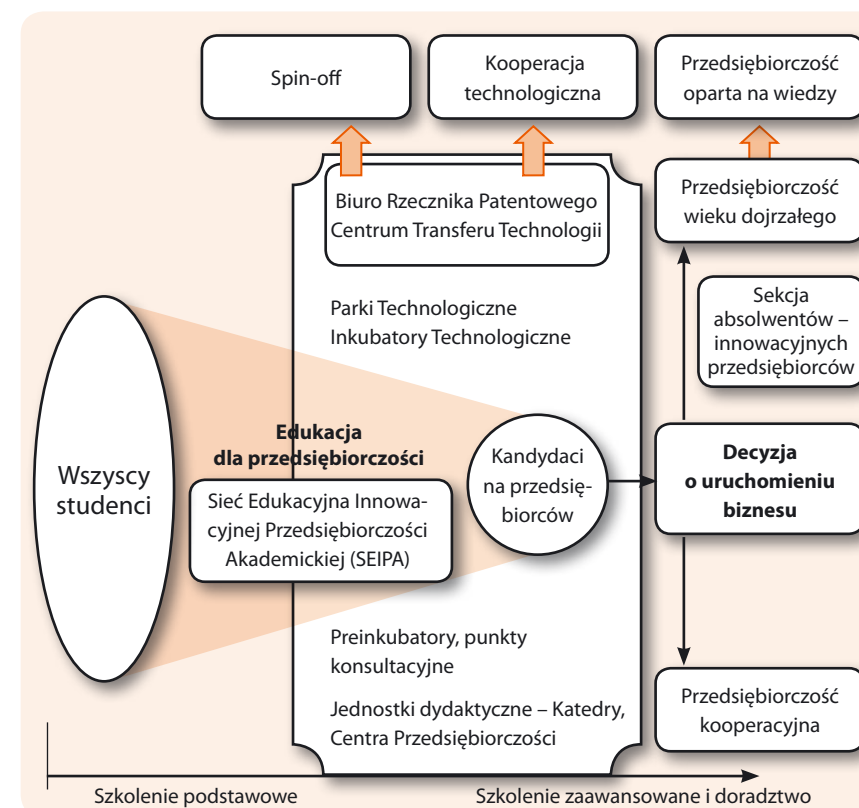 Spin-off
Kooperacja
technologiczna
Przedsiębiorczość
oparta na wiedzy
Biuro Rzecznika Patentowego
Centrum Transferu Technologii
Przedsiębiorczość
wieku dojrzałego
Parki Technologiczne
Inkubatory Technologiczne
Sekcja
absolwentów –
innowacyjnych
przedsiębiorców
Wszyscy
studenci
Edukacja
dla przedsiębiorczości
Sieć Edukacyjna Innowa-
cyjnej Przedsiębiorczości
Akademickiej (SEIPA)
Kandydaci
na przedsię-
biorców
Decyzja
o uruchomieniu
biznesu
Preinkubatory, punkty
konsultacyjne
Jednostki dydaktyczne – Katedry,
Centra Przedsiębiorczości
Przedsiębiorczość
kooperacyjna
Szkolenie podstawowe
Szkolenie zaawansowane i doradztwo